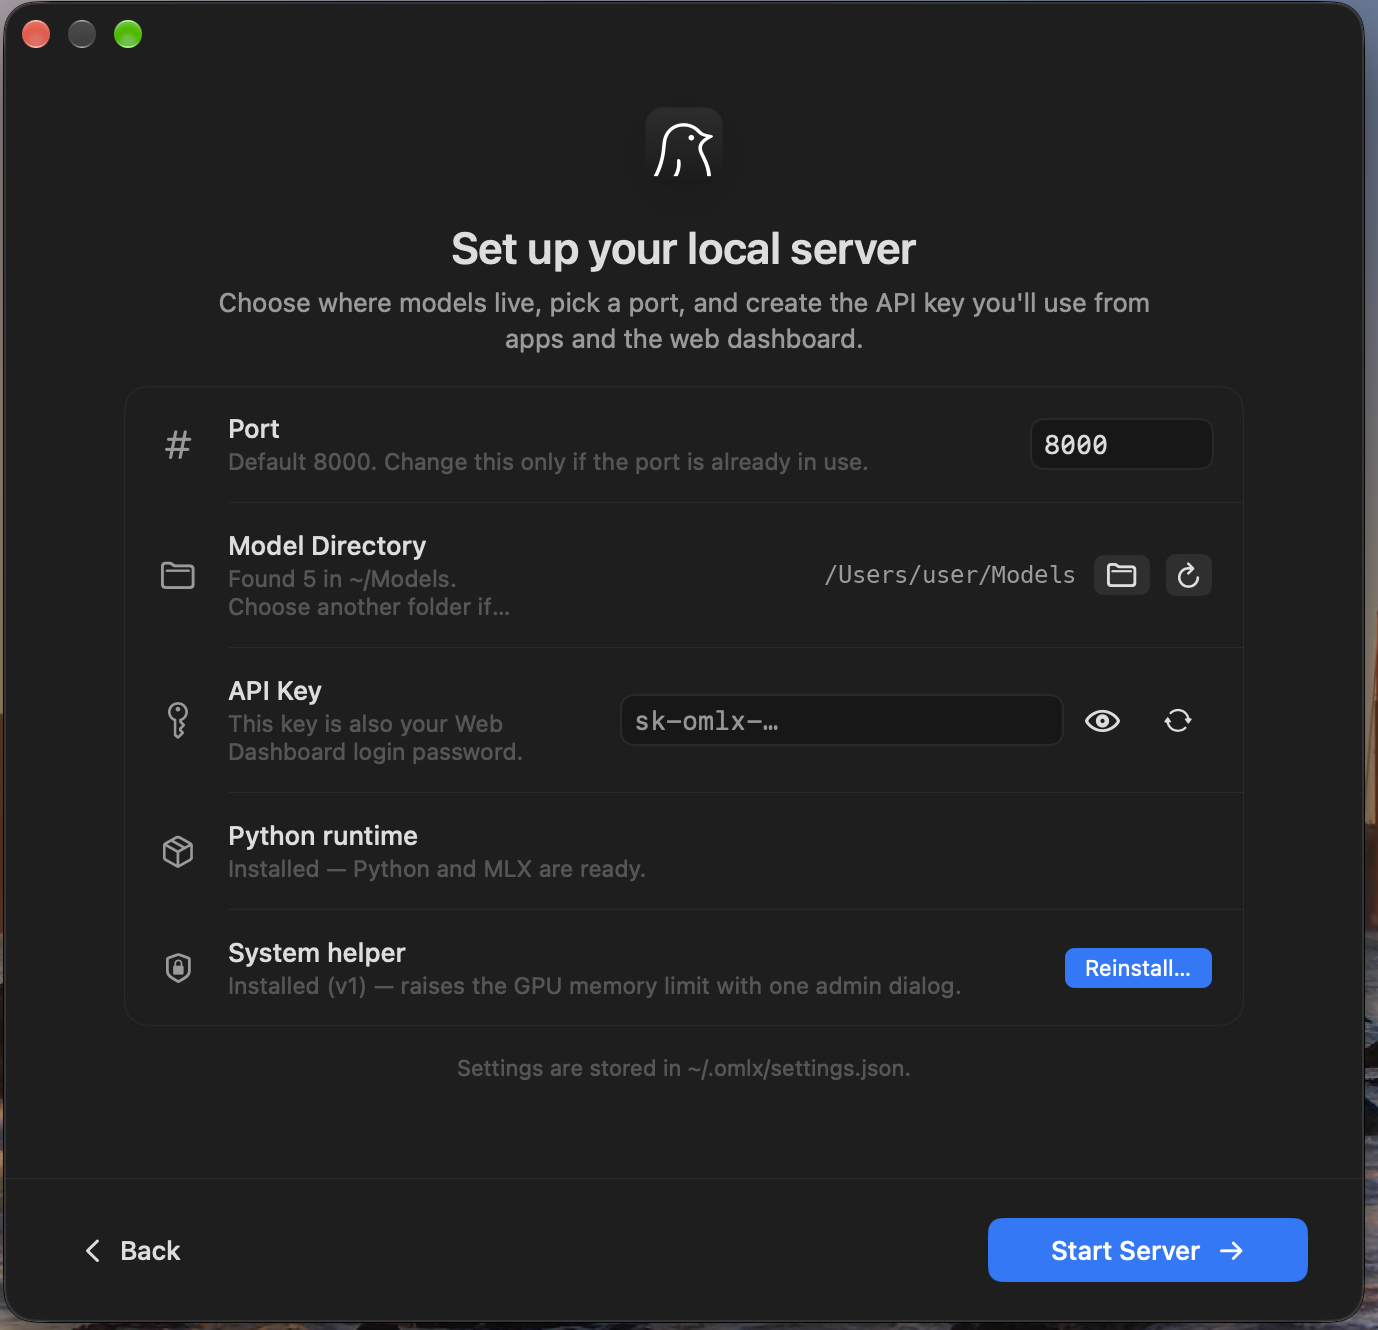 Set up your local server
Choose where models live, pick a port, and create the API key you'll use from
apps and the web dashboard.
Port
Default 8000. Change this only if the port is already in use.
8000
Model Directory
Found 5 in ~/Models.
Choose another folder if...
/Users/user/Models
API Key
This key is also your Web
Dashboard login password.
sk-omlx-…
Python runtime
Installed — Python and MLX are ready.
System helper
Installed (v1) — raises the GPU memory limit with one admin dialog.
Reinstall...
Settings are stored in ~/.omlx/settings.json.
Back
Start Server →